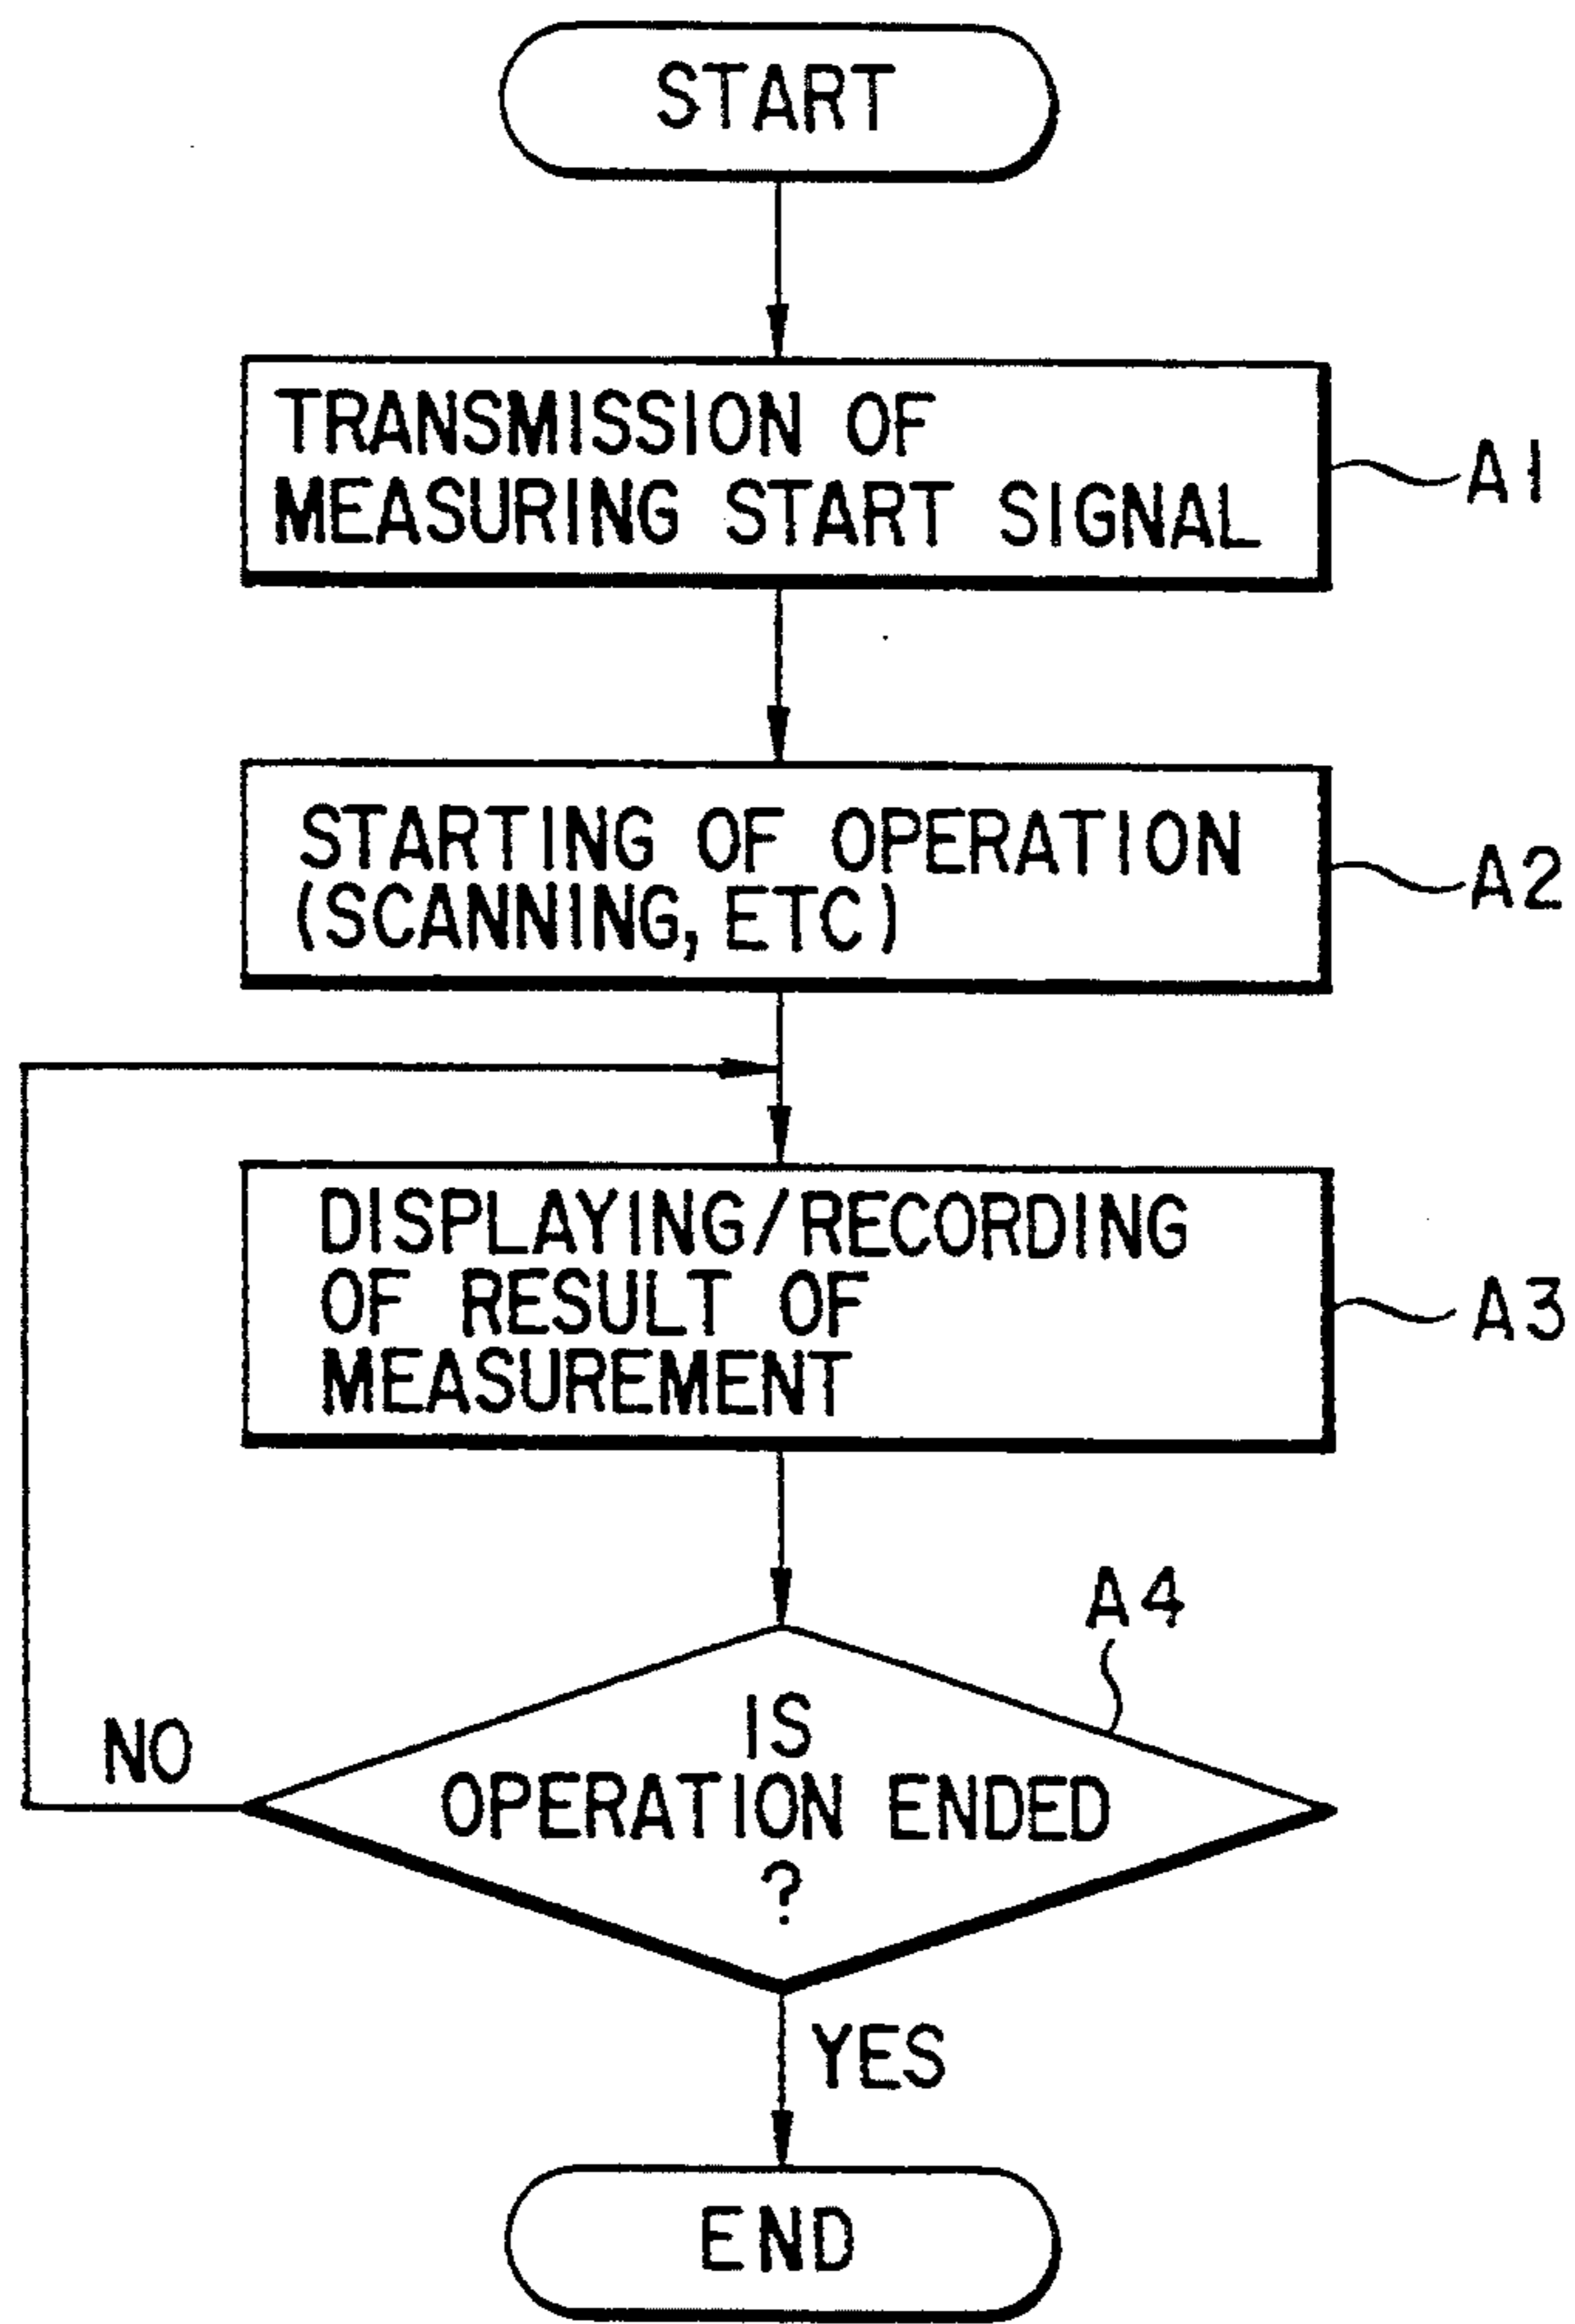 START
TRANSMISSION OF
MEASURING START SIGNAL
A1
STARTING OF OPERATION
(SCANNING, ETC)
A2
DISPLAYING/RECORDING
OF RESULT OF
MEASUREMENT
A3
A4
IS
OPERATION ENDED
?
NO
YES
END